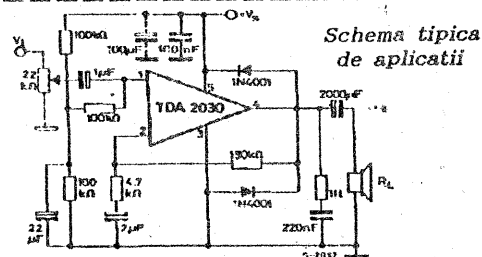 Schema tipica
de aplicatii
+Vs
Vi
100kΩ
100µF
100nF
22
kΩ
1µF
100kΩ
1
5
TDA 2030
4
2
3
1N4001
1N4001
2000µF
100
kΩ
4.7
kΩ
1Ω
RL
22
µF
2µF
220nF